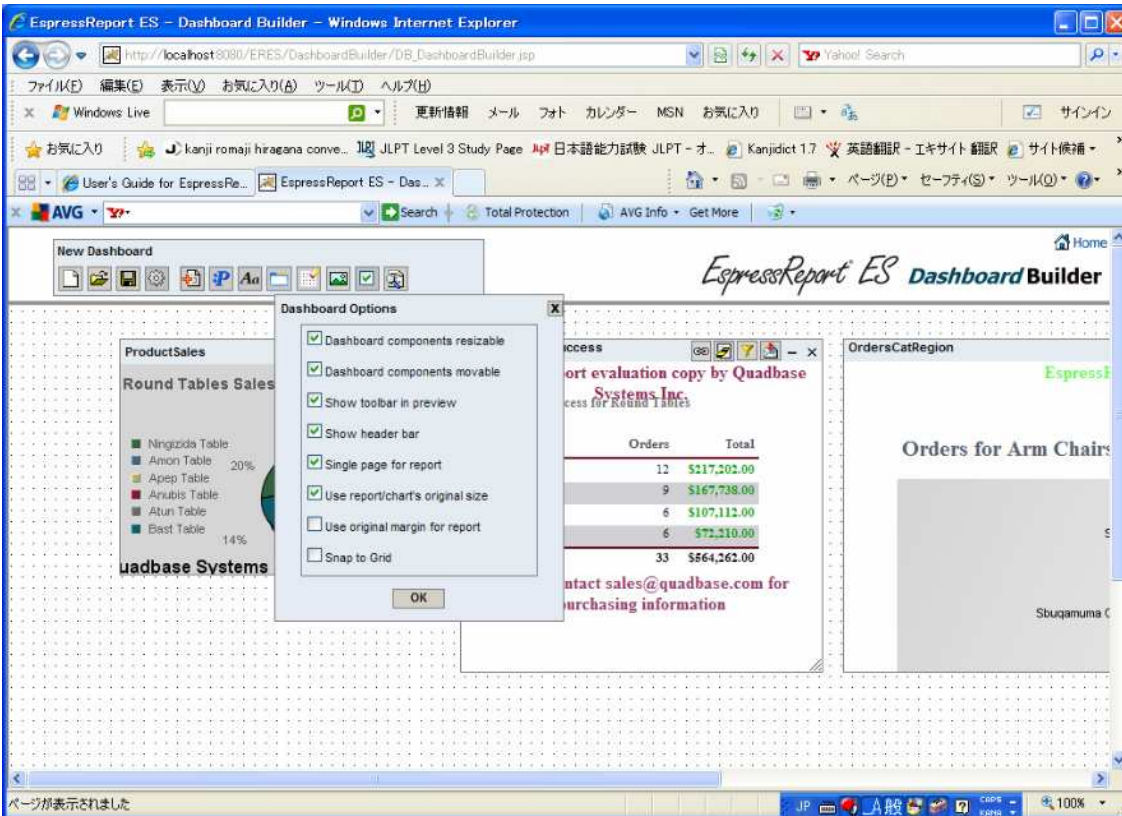 EspressReport ES - Dashboard Builder - Windows Internet Explorer
http://localhost:8080/ERES/DashboardBuilder/DB_DashboardBuilder.jsp
Yahoo! Search
ファイル(F) 編集(E) 表示(V) お気に入り(A) ツール(T) ヘルプ(H)
Windows Live
更新情報 メール フォト カレンダー MSN お気に入り サインイン
お気に入り kanji romaji hiragana conve... JLPT Level 3 Study Page 日本語能力試験 JLPT - オ... Kanjidict 1.7 英語翻訳 - エキサイト 翻訳 サイト候補
User's Guide for EspressRe... EspressReport ES - Das... ページ(P) セーフティ(S) ツール(O)
AVG Search Total Protection AVG Info Get More
Home
New Dashboard
EspressReport ES Dashboard Builder
Dashboard Options
Dashboard components resizable
Dashboard components movable
Show toolbar in preview
Show header bar
Single page for report
Use report/chart's original size
Use original margin for report
Snap to Grid
OK
ProductSales
Round Tables Sales
Ningizida Table
Amon Table
Apep Table
Anubis Table
Atun Table
Bast Table
20%
14%
uadbase Systems
ccess
ort evaluation copy by Quadbase
Systems Inc.
cess for Round Tables
Orders Total
12 $217,202.00
9 $167,738.00
6 $107,112.00
6 $72,210.00
33 $564,262.00
ntact sales@quadbase.com for
urchasing information
OrdersCatRegion
Espress
Orders for Arm Chairs
Sbuqamuma
ページが表示されました
JP A般 CAPS KANA
100%